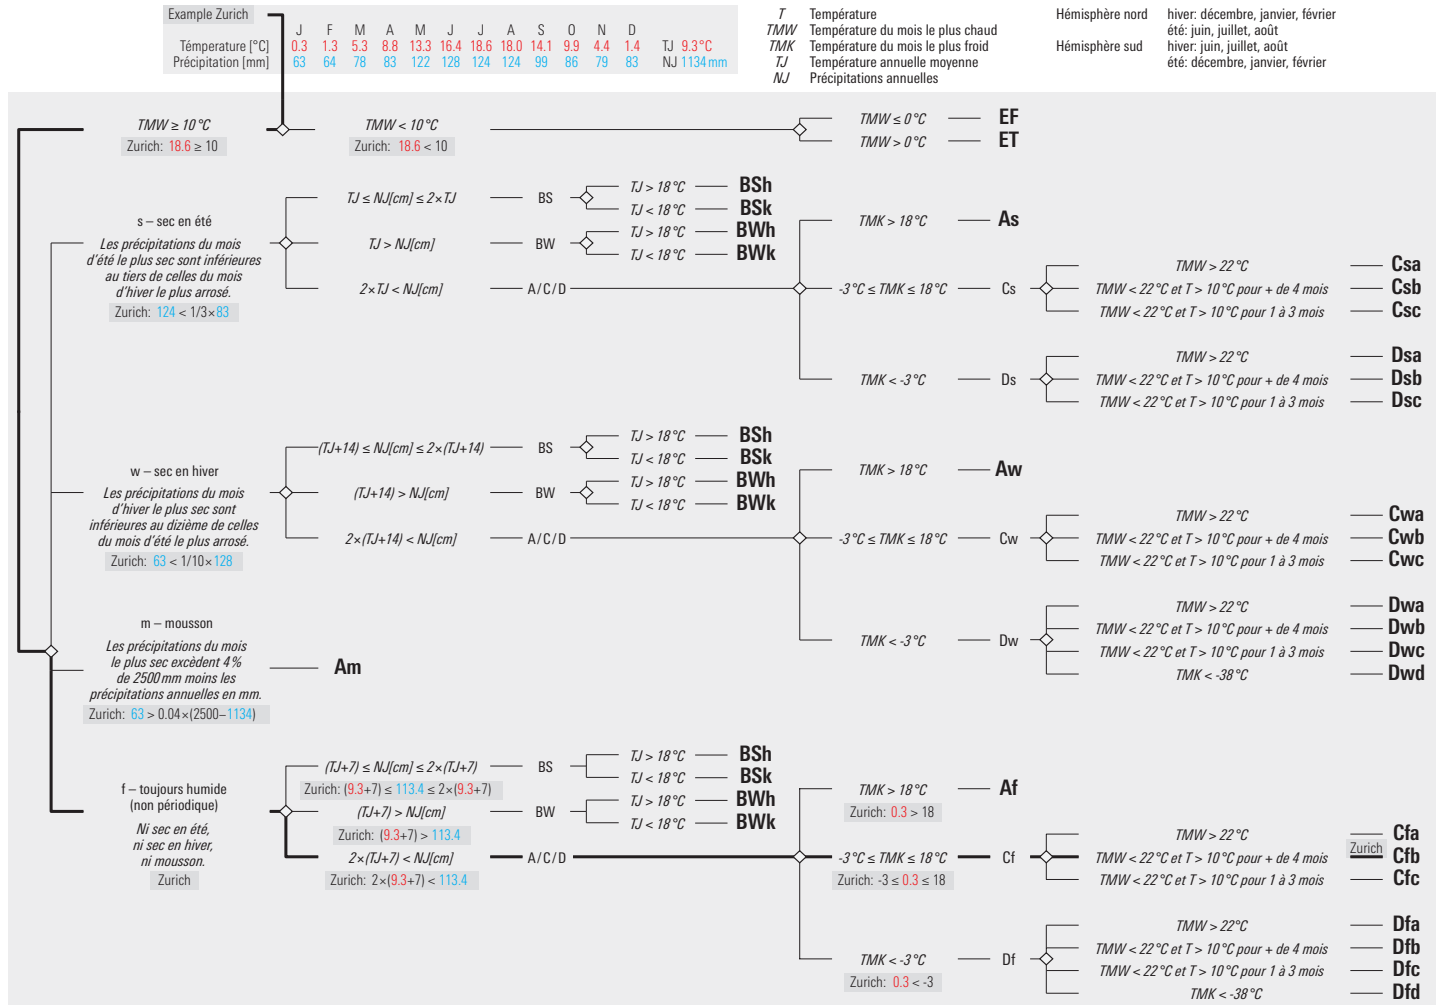 Example Zurich
J F M A M J J A S O N D
Témperature [°C] 0.3 1.3 5.3 8.8 13.3 16.4 18.6 18.0 14.1 9.9 4.4 1.4 TJ 9.3°C
Précipitation [mm] 63 64 78 83 122 128 124 124 99 86 79 83 NJ 1134mm
T Température
TMW Température du mois le plus chaud
TMK Température du mois le plus froid
TJ Température annuelle moyenne
NJ Précipitations annuelles
Hémisphère nord hiver: décembre, janvier, février
été: juin, juillet, août
Hémisphère sud hiver: juin, juillet, août
été: décembre, janvier, février
TMW ≥ 10°C
Zurich: 18.6 ≥ 10
TMW < 10°C
Zurich: 18.6 < 10
TMW ≤ 0°C EF
TMW > 0°C ET
s – sec en été
Les précipitations du mois
d'été le plus sec sont inférieures
au tiers de celles du mois
d'hiver le plus arrosé.
Zurich: 124 < 1/3×83
TJ ≤ NJ[cm] ≤ 2×TJ BS
TJ > 18°C BSh
TJ < 18°C BSk
TJ > NJ[cm] BW
TJ > 18°C BWh
TJ < 18°C BWk
2×TJ < NJ[cm] A/C/D
TMK > 18°C As
-3°C ≤ TMK ≤ 18°C Cs
TMW > 22°C Csa
TMW < 22°C et T > 10°C pour + de 4 mois Csb
TMW < 22°C et T > 10°C pour 1 à 3 mois Csc
TMK < -3°C Ds
TMW > 22°C Dsa
TMW < 22°C et T > 10°C pour + de 4 mois Dsb
TMW < 22°C et T > 10°C pour 1 à 3 mois Dsc
w – sec en hiver
Les précipitations du mois
d'hiver le plus sec sont
inférieures au dizième de celles
du mois d'été le plus arrosé.
Zurich: 63 < 1/10×128
(TJ+14) ≤ NJ[cm] ≤ 2×(TJ+14) BS
TJ > 18°C BSh
TJ < 18°C BSk
(TJ+14) > NJ[cm] BW
TJ > 18°C BWh
TJ < 18°C BWk
2×(TJ+14) < NJ[cm] A/C/D
TMK > 18°C Aw
-3°C ≤ TMK ≤ 18°C Cw
TMW > 22°C Cwa
TMW < 22°C et T > 10°C pour + de 4 mois Cwb
TMW < 22°C et T > 10°C pour 1 à 3 mois Cwc
TMK < -3°C Dw
TMW > 22°C Dwa
TMW < 22°C et T > 10°C pour + de 4 mois Dwb
TMW < 22°C et T > 10°C pour 1 à 3 mois Dwc
TMK < -38°C Dwd
m – mousson
Les précipitations du mois
le plus sec excèdent 4%
de 2500mm moins les
précipitations annuelles en mm.
Zurich: 63 > 0.04×(2500–1134)
Am
f – toujours humide
(non périodique)
Ni sec en été,
ni sec en hiver,
ni mousson.
Zurich
(TJ+7) ≤ NJ[cm] ≤ 2×(TJ+7) BS
Zurich: (9.3+7) ≤ 113.4 ≤ 2×(9.3+7)
TJ > 18°C BSh
TJ < 18°C BSk
(TJ+7) > NJ[cm] BW
Zurich: (9.3+7) > 113.4
TJ > 18°C BWh
TJ < 18°C BWk
2×(TJ+7) < NJ[cm] A/C/D
Zurich: 2×(9.3+7) < 113.4
TMK > 18°C Af
Zurich: 0.3 > 18
-3°C ≤ TMK ≤ 18°C Cf
Zurich: -3 ≤ 0.3 ≤ 18
TMW > 22°C Cfa
TMW < 22°C et T > 10°C pour + de 4 mois Zurich Cfb
TMW < 22°C et T > 10°C pour 1 à 3 mois Cfc
TMK < -3°C Df
Zurich: 0.3 < -3
TMW > 22°C Dfa
TMW < 22°C et T > 10°C pour + de 4 mois Dfb
TMW < 22°C et T > 10°C pour 1 à 3 mois Dfc
TMK < -38°C Dfd